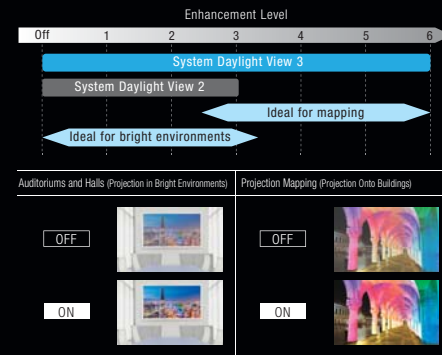 Enhancement Level
Off 1 2 3 4 5 6
System Daylight View 3
System Daylight View 2
Ideal for mapping
Ideal for bright environments
Auditoriums and Halls (Projection in Bright Environments)
Projection Mapping (Projection Onto Buildings)
OFF
OFF
ON
ON